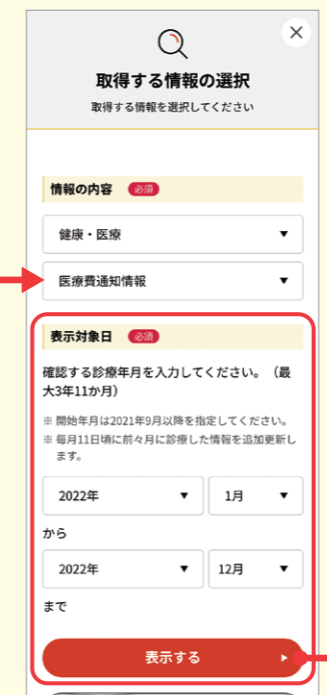 取得する情報の選択
取得する情報を選択してください
情報の内容 必須
健康・医療
医療費通知情報
表示対象日 必須
確認する診療年月を入力してください。（最
大3年11か月）
※ 開始年月は2021年9月以降を指定してください。
※ 毎月11日頃に前々月に診療した情報を追加更新し
ます。
2022年 1月
から
2022年 12月
まで
表示する